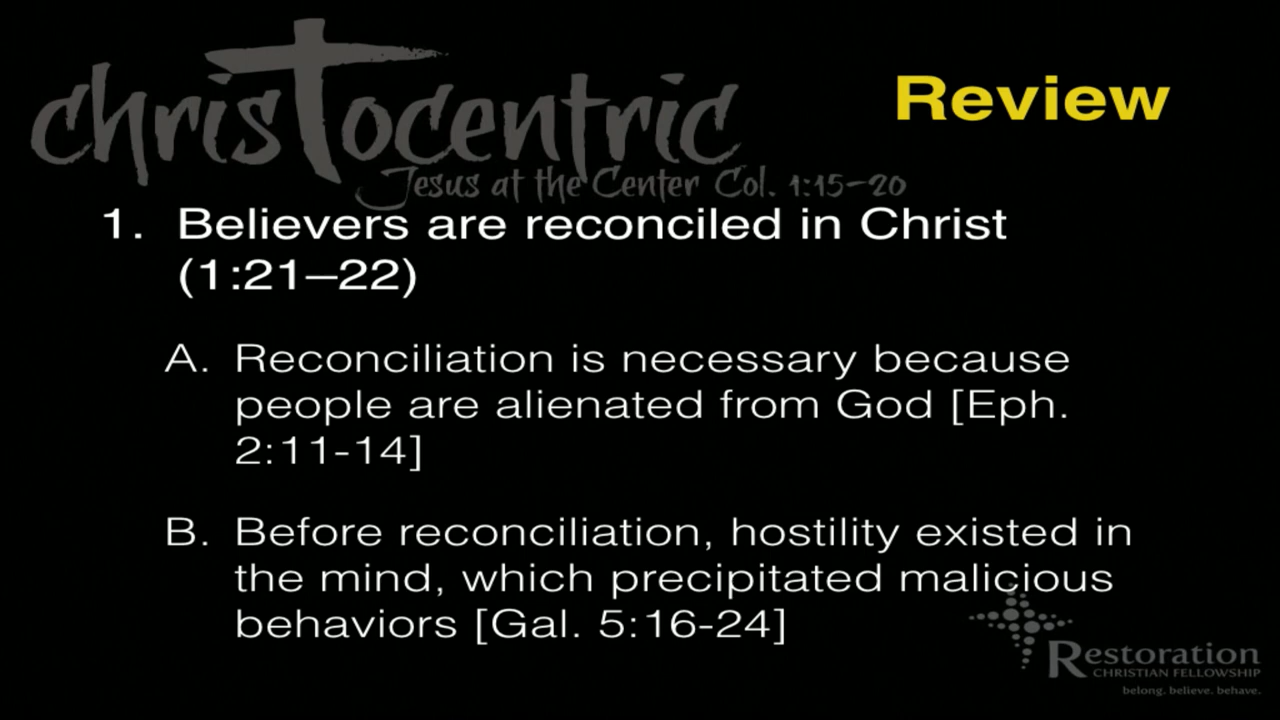 chrisTocentric
Review
Jesus at the Center Col. 1:15-20
1. Believers are reconciled in Christ
(1:21–22)
A. Reconciliation is necessary because
people are alienated from God [Eph.
2:11-14]
B. Before reconciliation, hostility existed in
the mind, which precipitated malicious
behaviors [Gal. 5:16-24]
Restoration
CHRISTIAN FELLOWSHIP
belong. believe. behave.